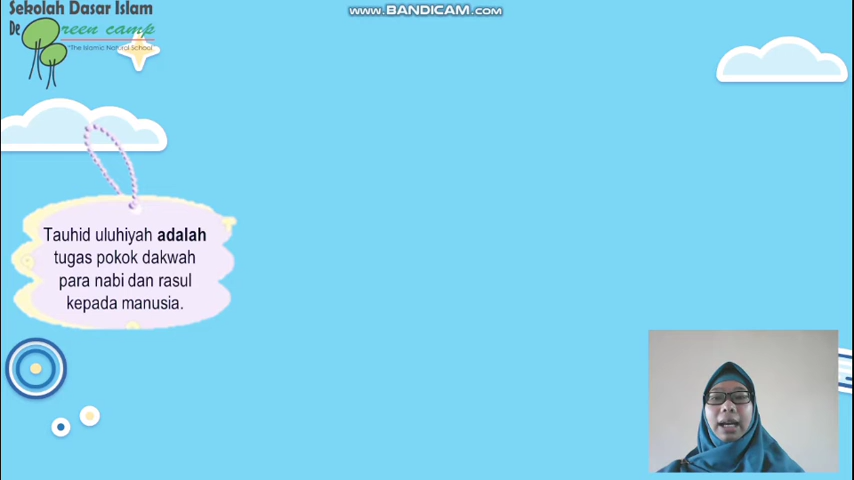 Sekolah Dasar Islam
De Green camp
"The Islamic Natural School
www.BANDICAM.com
Tauhid uluhiyah adalah
tugas pokok dakwah
para nabi dan rasul
kepada manusia.